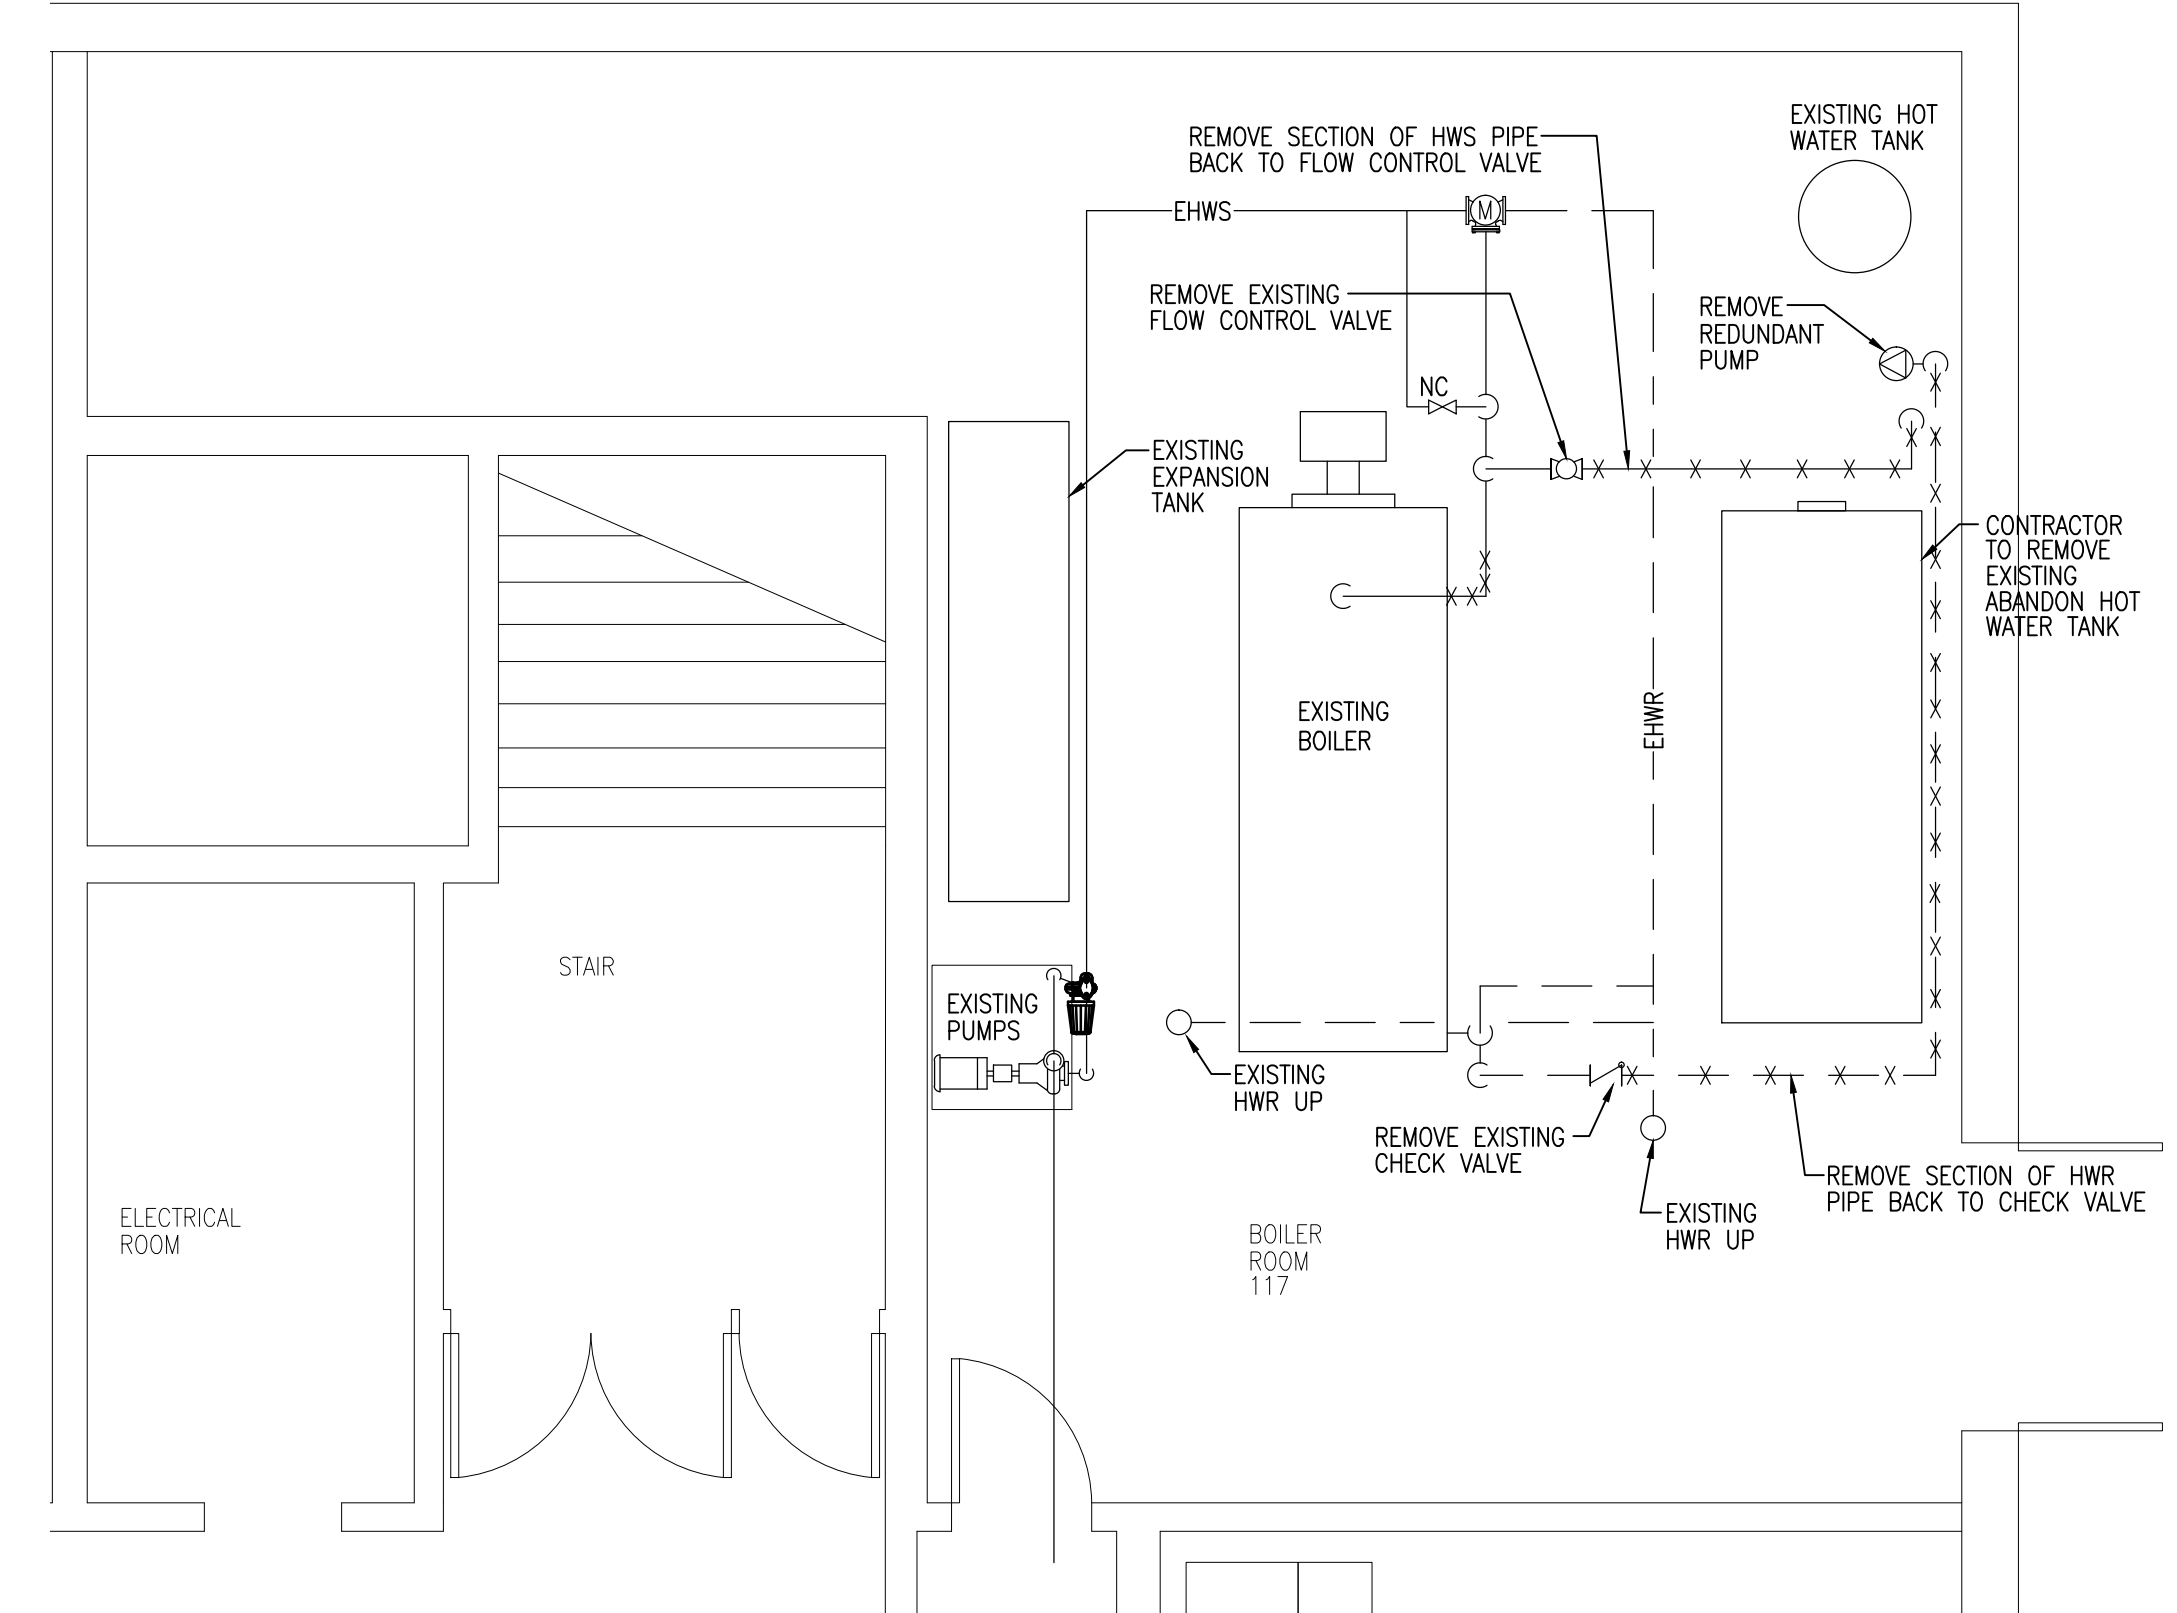 EXISTING HOT
WATER TANK
REMOVE SECTION OF HWS PIPE
BACK TO FLOW CONTROL VALVE
EHWS
M
REMOVE EXISTING
FLOW CONTROL VALVE
REMOVE
REDUNDANT
PUMP
NC
EXISTING
EXPANSION
TANK
CONTRACTOR
TO REMOVE
EXISTING
ABANDON HOT
WATER TANK
EXISTING
BOILER
EHWR
STAIR
EXISTING
PUMPS
EXISTING
HWR UP
REMOVE EXISTING
CHECK VALVE
REMOVE SECTION OF HWR
PIPE BACK TO CHECK VALVE
EXISTING
HWR UP
ELECTRICAL
ROOM
BOILER
ROOM
117